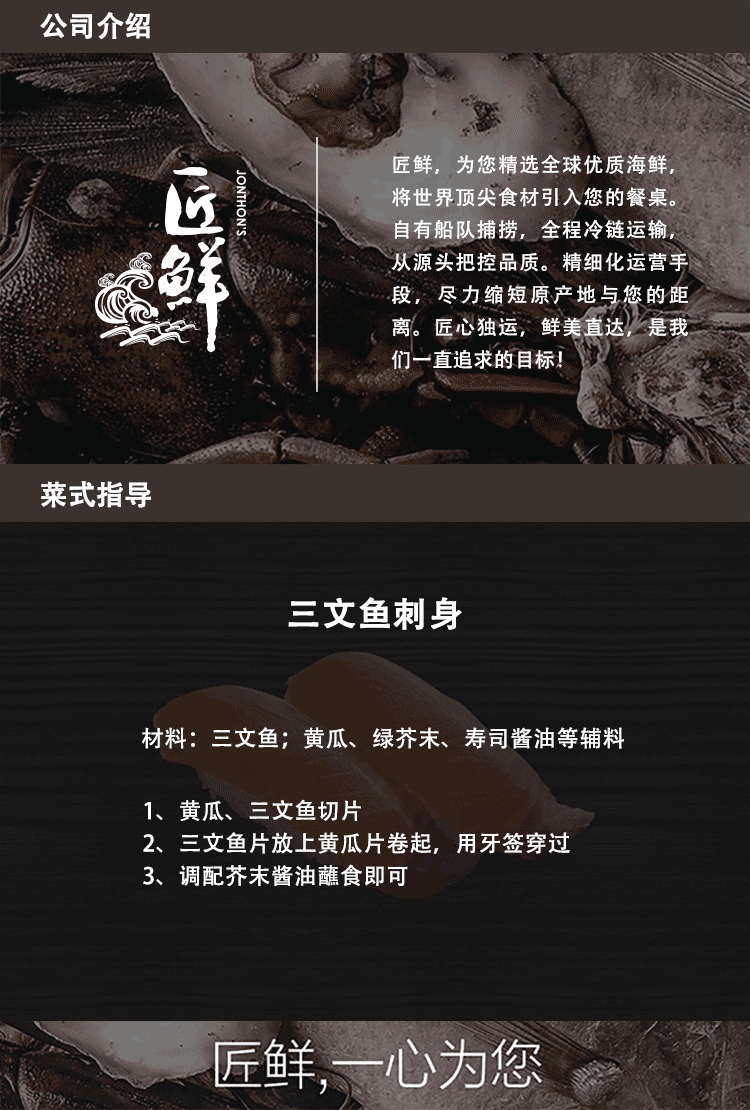 公司介绍
匠鲜
JONTHON'S
匠鲜，为您精选全球优质海鲜，
将世界顶尖食材引入您的餐桌。
自有船队捕捞，全程冷链运输，
从源头把控品质。精细化运营手
段，尽力缩短原产地与您的距
离。匠心独运，鲜美直达，是我
们一直追求的目标！
菜式指导
三文鱼刺身
材料：三文鱼；黄瓜、绿芥末、寿司酱油等辅料
1、黄瓜、三文鱼切片
2、三文鱼片放上黄瓜片卷起，用牙签穿过
3、调配芥末酱油蘸食即可
匠鲜,一心为您